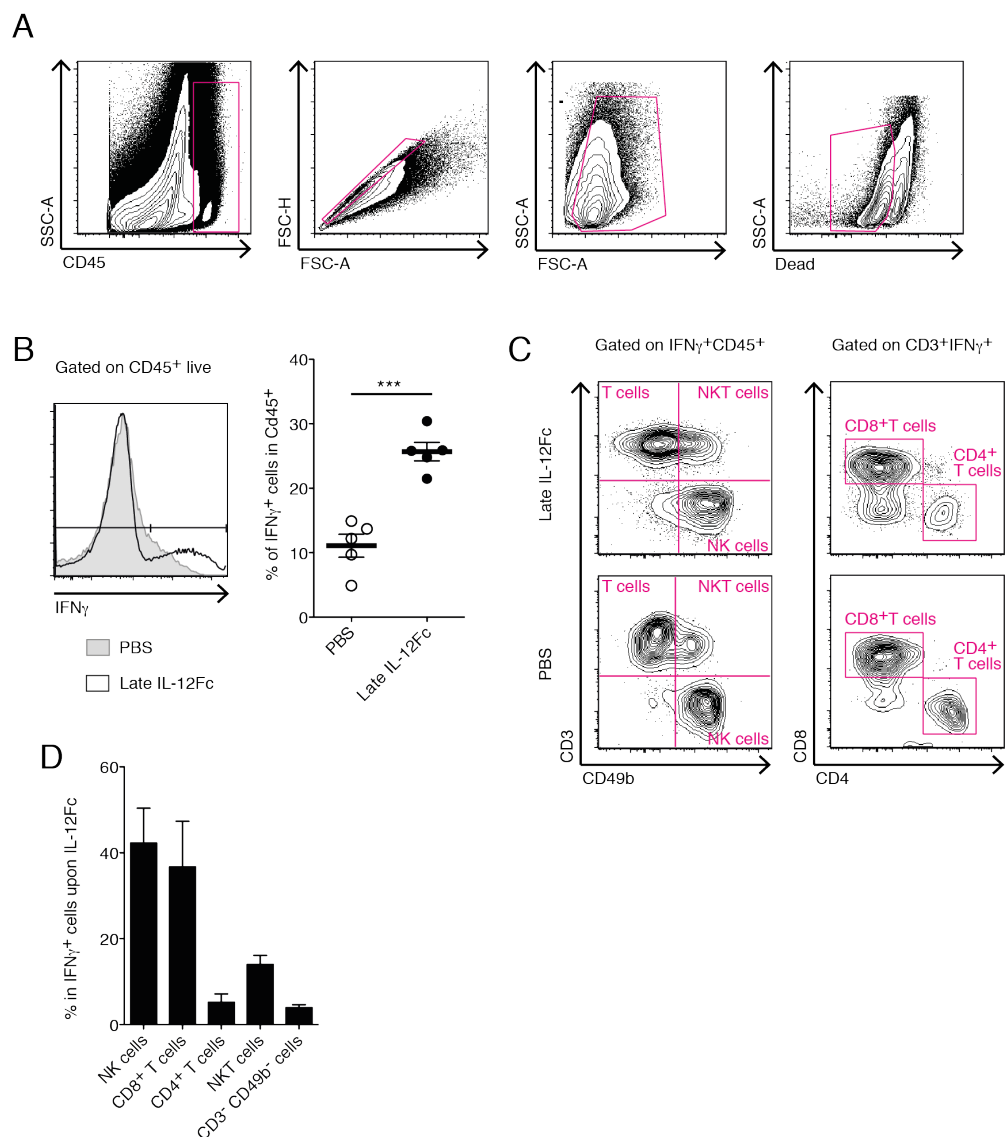 A
SSC-A
CD45
FSC-H
FSC-A
SSC-A
FSC-A
SSC-A
Dead
B
Gated on CD45⁺ live
IFNγ
PBS
Late IL-12Fc
% of IFNγ⁺ cells in Cd45⁺
40
30
20
10
0
***
PBS
Late IL-12Fc
C
Gated on IFNγ⁺CD45⁺
Gated on CD3⁺IFNγ⁺
Late IL-12Fc
T cells
NKT cells
NK cells
CD8⁺T cells
CD4⁺
T cells
PBS
T cells
NKT cells
NK cells
CD8⁺T cells
CD4⁺
T cells
CD3
CD49b
CD8
CD4
D
% in IFNγ⁺ cells upon IL-12Fc
60
40
20
0
NK cells
CD8⁺ T cells
CD4⁺ T cells
NKT cells
CD3⁻ CD49b⁻ cells